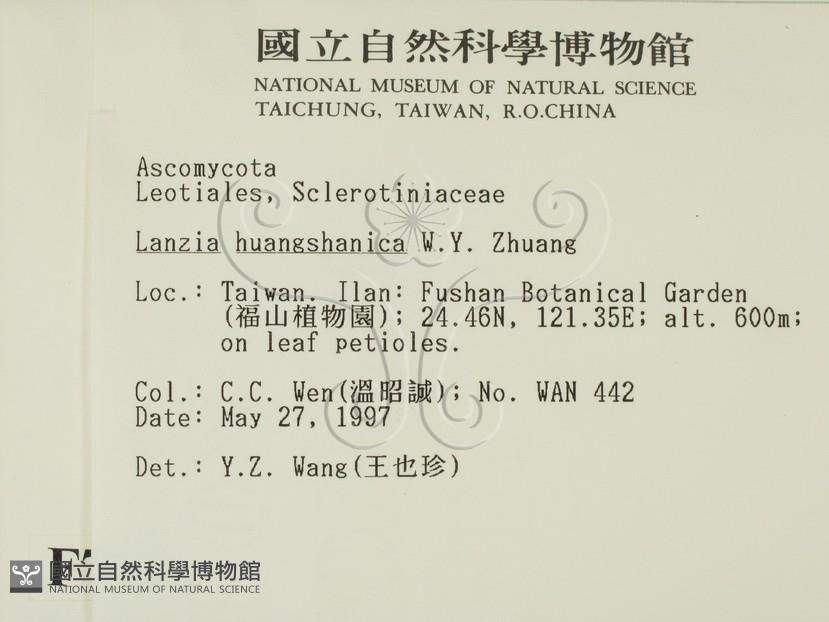 國立自然科學博物館
NATIONAL MUSEUM OF NATURAL SCIENCE
TAICHUNG, TAIWAN, R.O.CHINA
Ascomycota
Leotiales, Sclerotiniaceae
Lanzia huangshanica W.Y. Zhuang
Loc.: Taiwan. Ilan: Fushan Botanical Garden
(福山植物園); 24.46N, 121.35E; alt. 600m;
on leaf petioles.
Col.: C.C. Wen(溫昭誠); No. WAN 442
Date: May 27, 1997
Det.: Y.Z. Wang(王也珍)
國立自然科學博物館
NATIONAL MUSEUM OF NATURAL SCIENCE